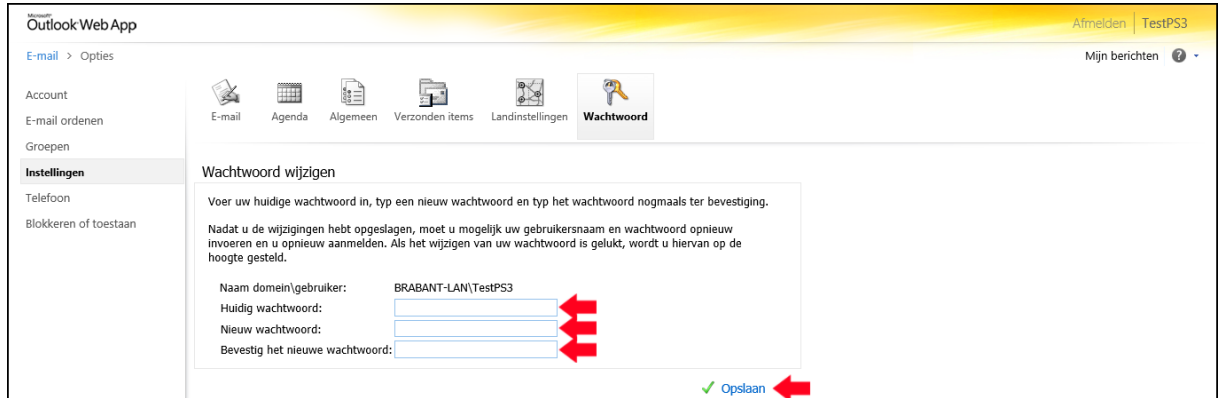 Microsoft®
Outlook Web App
Afmelden | TestPS3
E-mail > Opties
Mijn berichten
Account
E-mail ordenen
Groepen
Instellingen
Telefoon
Blokkeren of toestaan
E-mail Agenda Algemeen Verzonden items Landinstellingen Wachtwoord
Wachtwoord wijzigen
Voer uw huidige wachtwoord in, typ een nieuw wachtwoord en typ het wachtwoord nogmaals ter bevestiging.
Nadat u de wijzigingen hebt opgeslagen, moet u mogelijk uw gebruikersnaam en wachtwoord opnieuw
invoeren en u opnieuw aanmelden. Als het wijzigen van uw wachtwoord is gelukt, wordt u hiervan op de
hoogte gesteld.
Naam domein\gebruiker: BRABANT-LAN\TestPS3
Huidig wachtwoord:
Nieuw wachtwoord:
Bevestig het nieuwe wachtwoord:
Opslaan